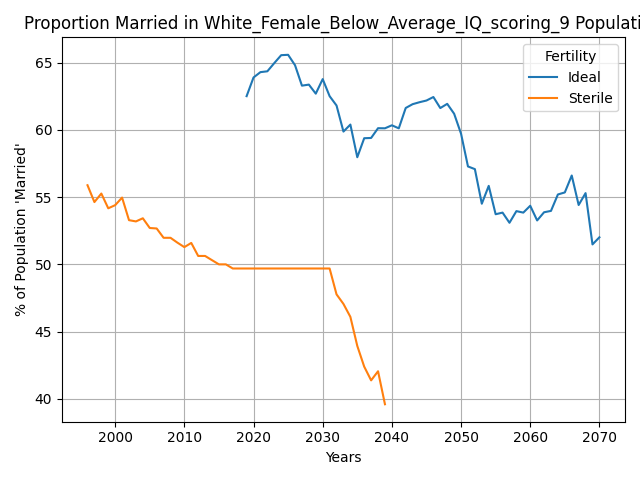 Proportion Married in White_Female_Below_Average_IQ_scoring_9 Populati
Fertility
Ideal
Sterile
% of Population 'Married'
65
60
55
50
45
40
2000 2010 2020 2030 2040 2050 2060 2070
Years